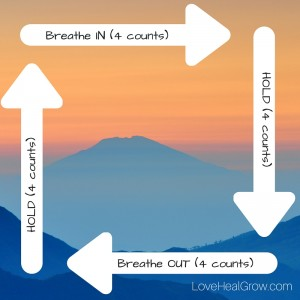 Breathe IN (4 counts)
HOLD (4 counts)
Breathe OUT (4 counts)
HOLD (4 counts)
LoveHealGrow.com